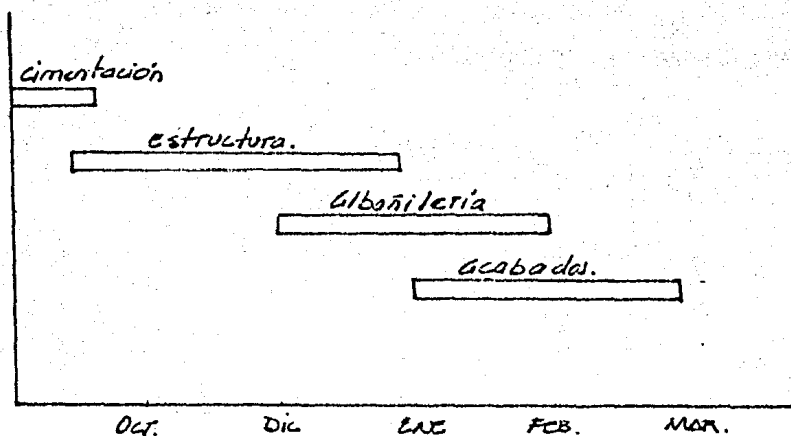 cimentación
estructura.
albañilería
acabados.
OCT. DIC ENE FEB. MAR.